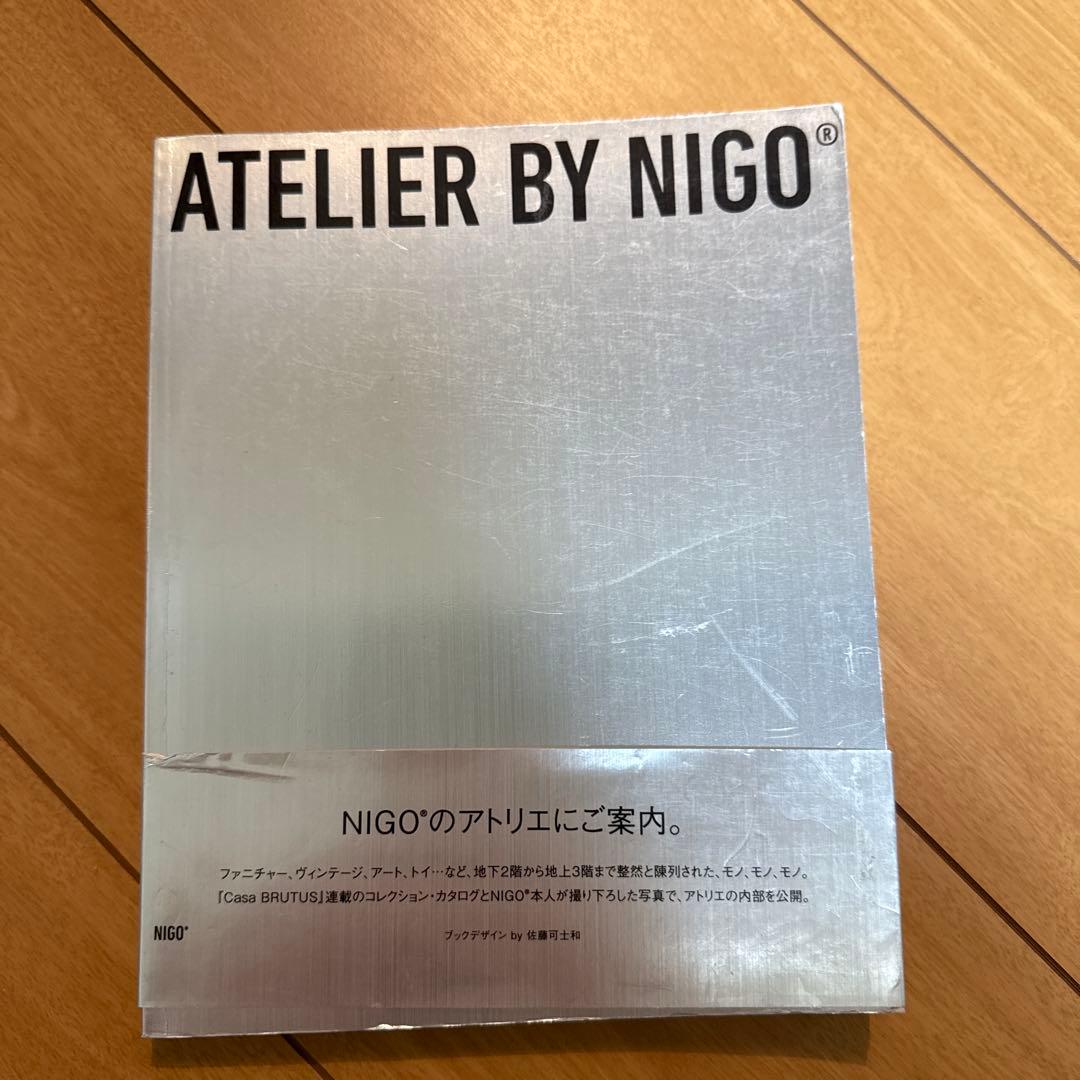 ATELIER BY NIGO®
NIGO®のアトリエにご案内。
ファニチャー、ヴィンテージ、アート、トイ…など、地下2階から地上3階まで整然と陳列された、モノ、モノ、モノ。
『Casa BRUTUS』連載のコレクション・カタログとNIGO®本人が撮り下ろした写真で、アトリエの内部を公開。
NIGO®
ブックデザイン by 佐藤可士和